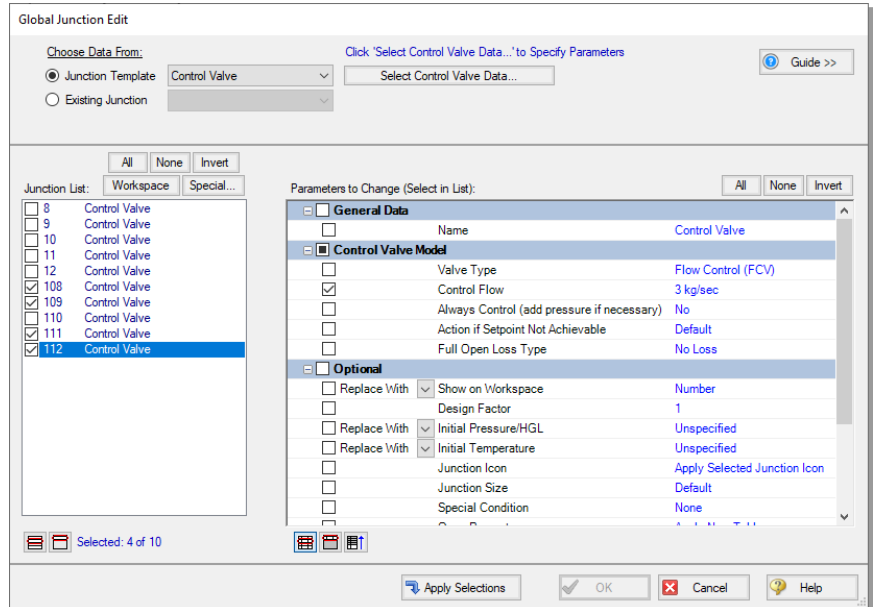 Global Junction Edit
Choose Data From:
Click 'Select Control Valve Data...' to Specify Parameters
Junction Template Control Valve Select Control Valve Data... Guide >>
Existing Junction
All None Invert
Junction List: Workspace Special... Parameters to Change (Select in List): All None Invert
8 Control Valve
9 Control Valve
10 Control Valve
11 Control Valve
12 Control Valve
108 Control Valve
109 Control Valve
110 Control Valve
111 Control Valve
112 Control Valve
General Data
Name Control Valve
Control Valve Model
Valve Type Flow Control (FCV)
Control Flow 3 kg/sec
Always Control (add pressure if necessary) No
Action if Setpoint Not Achievable Default
Full Open Loss Type No Loss
Optional
Replace With Show on Workspace Number
Design Factor 1
Replace With Initial Pressure/HGL Unspecified
Replace With Initial Temperature Unspecified
Junction Icon Apply Selected Junction Icon
Junction Size Default
Special Condition None
Selected: 4 of 10
Apply Selections OK Cancel Help